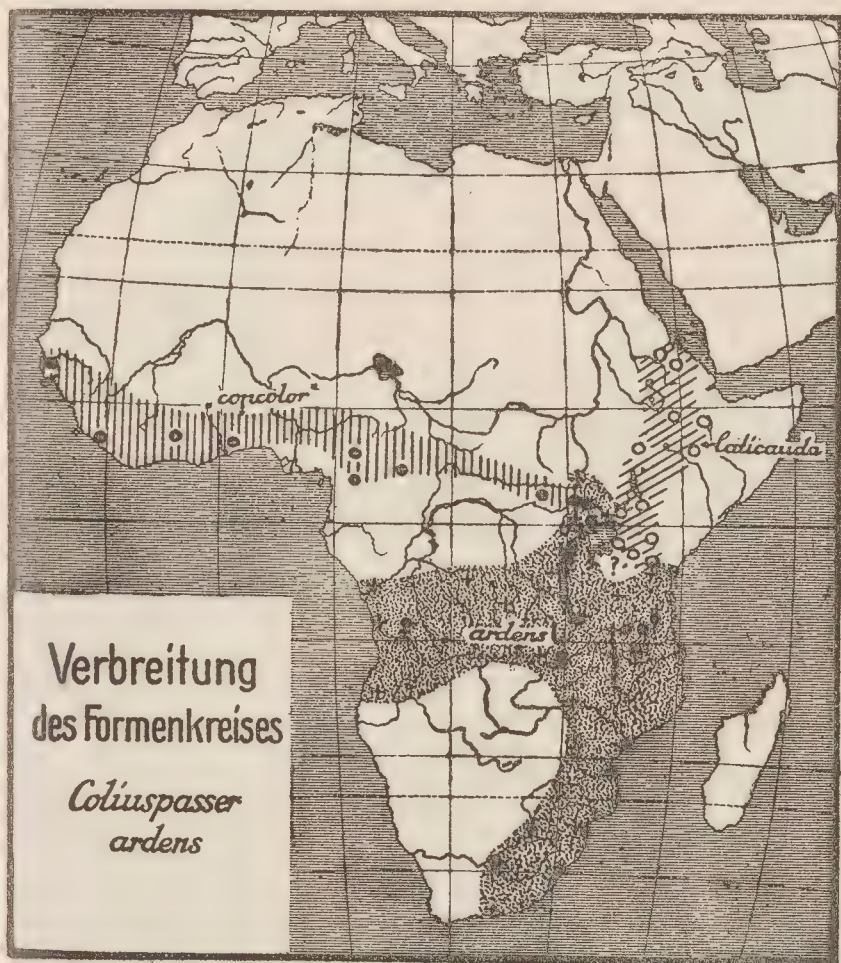 „concolor“
laticauda
?
ardens
Verbreitung
des Formenkreises
Coliuspasser
ardens